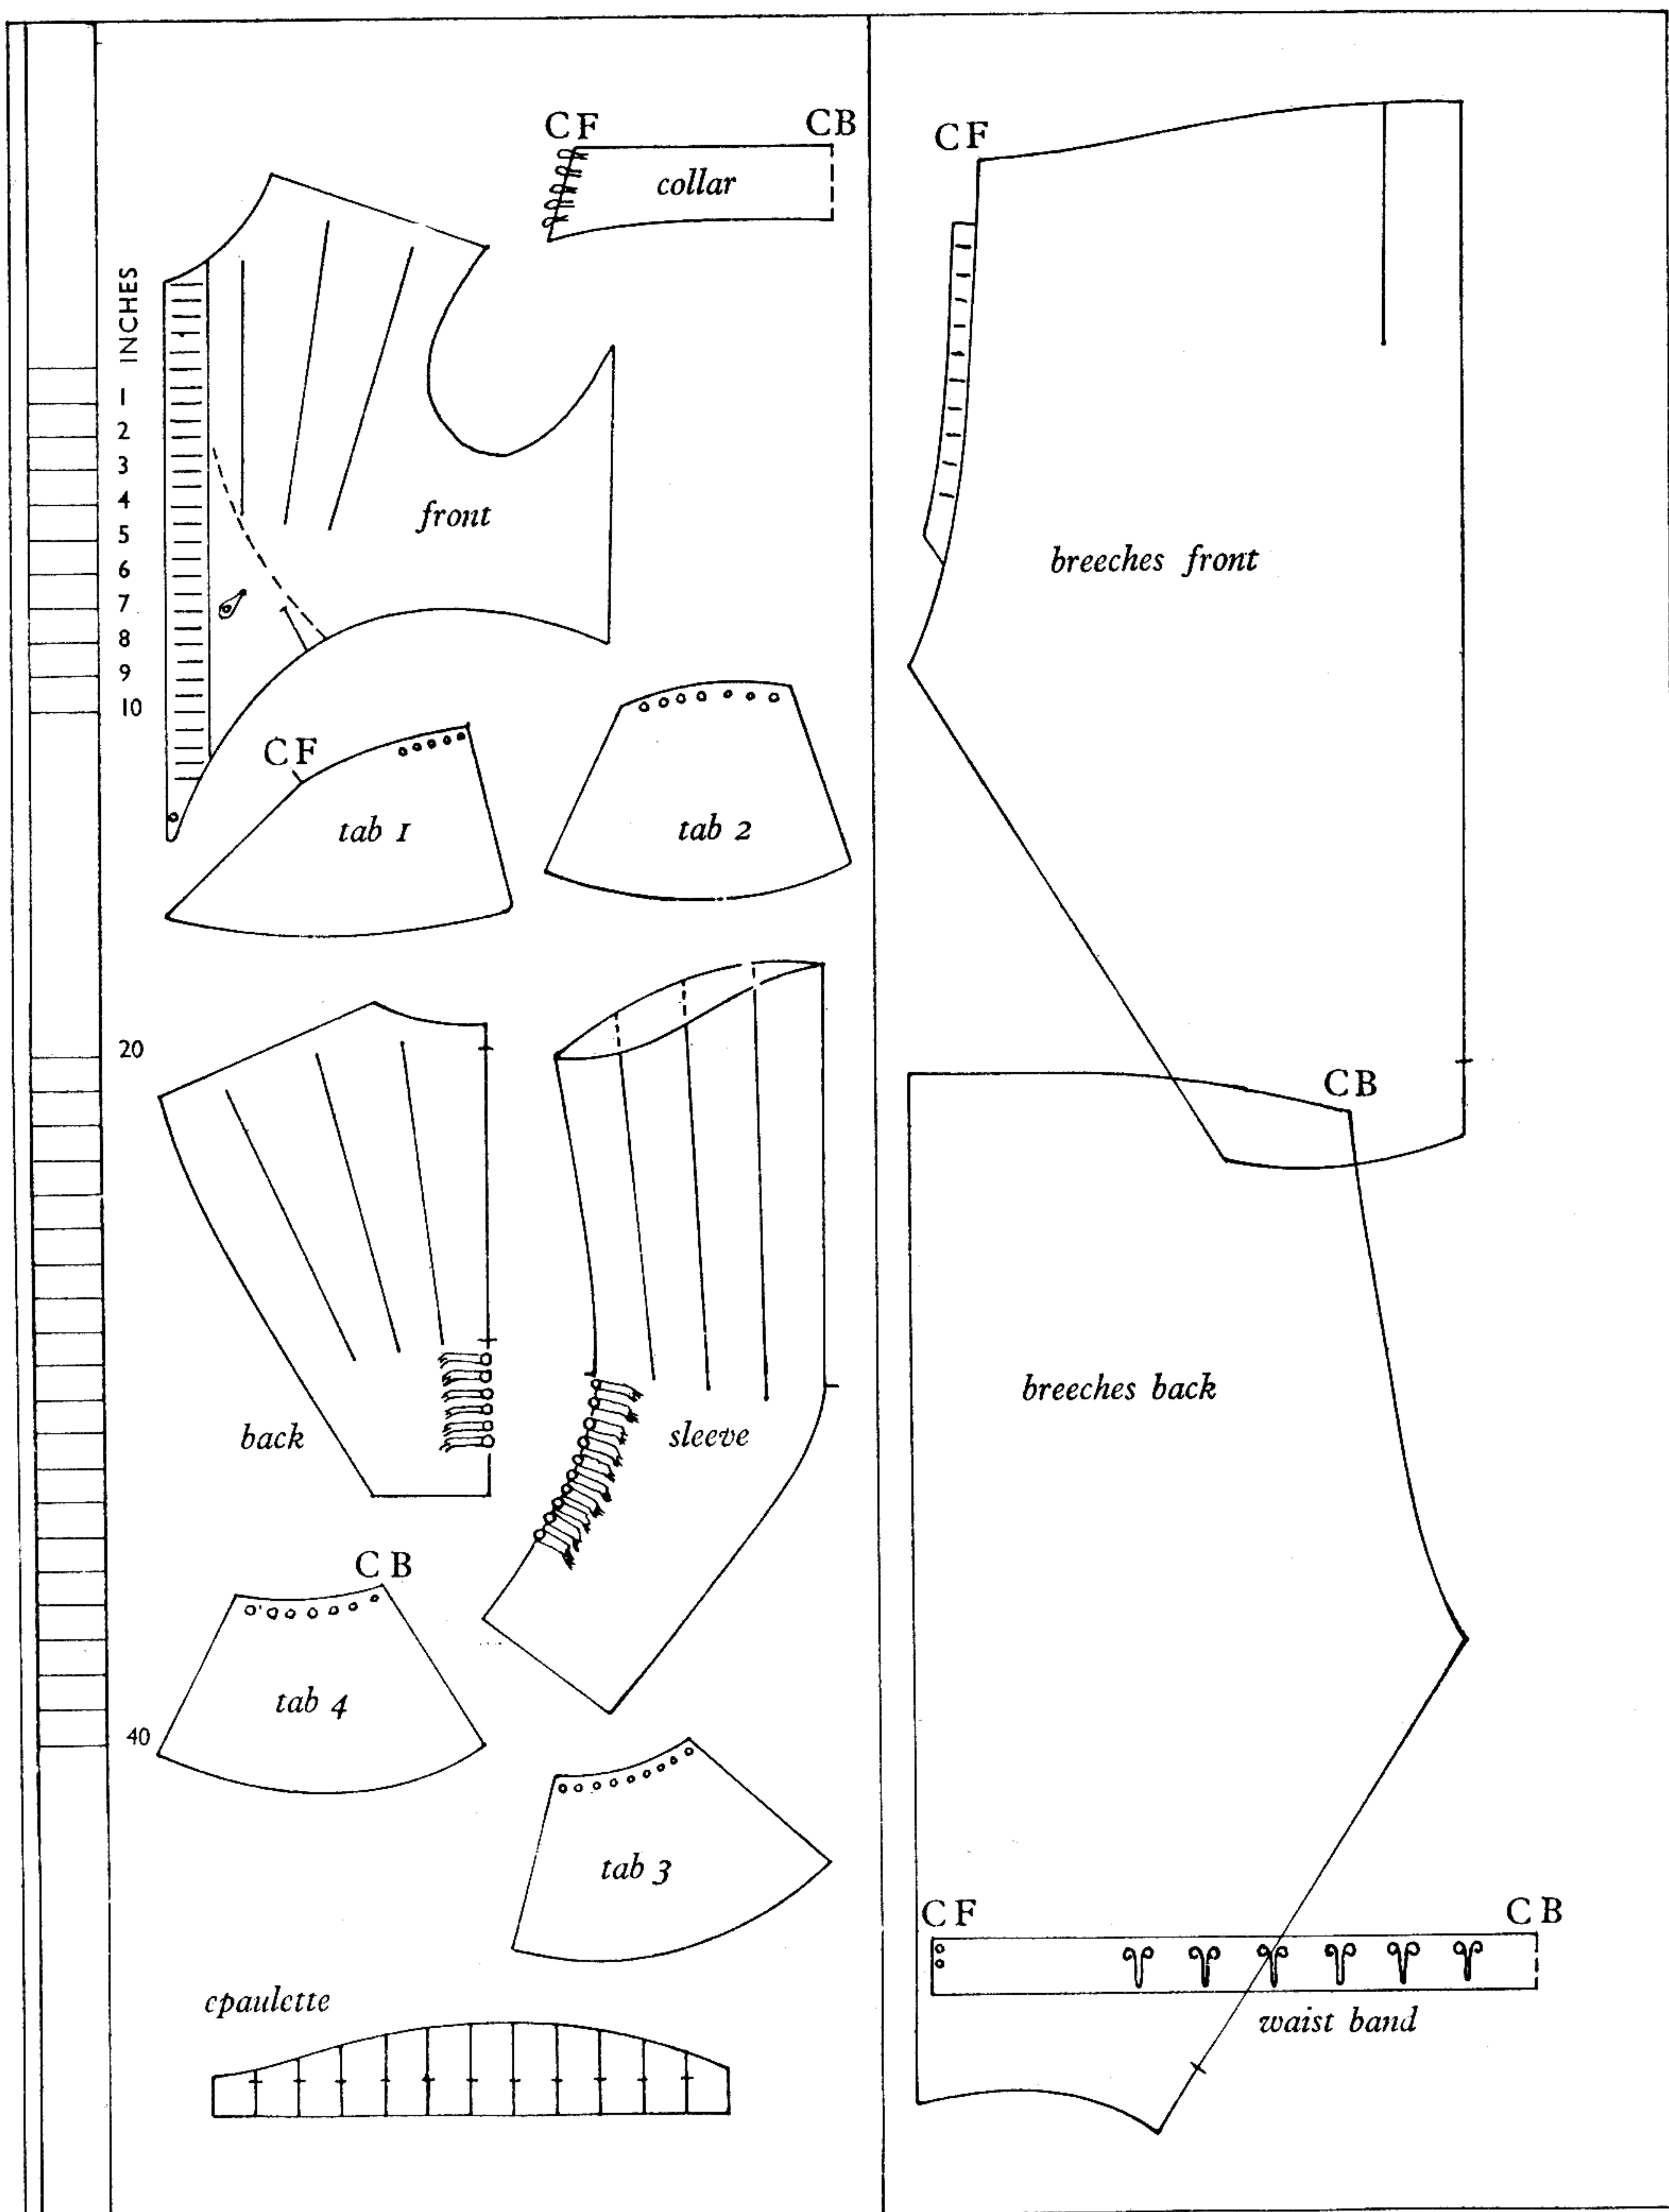 CF CB
collar
INCHES
1
2
3
4
5
6
7
8
9
10
20
40
front
CF
tab 1
tab 2
back
sleeve
CB
tab 4
tab 3
epaulette
CF
breeches front
CB
breeches back
CF CB
waist band